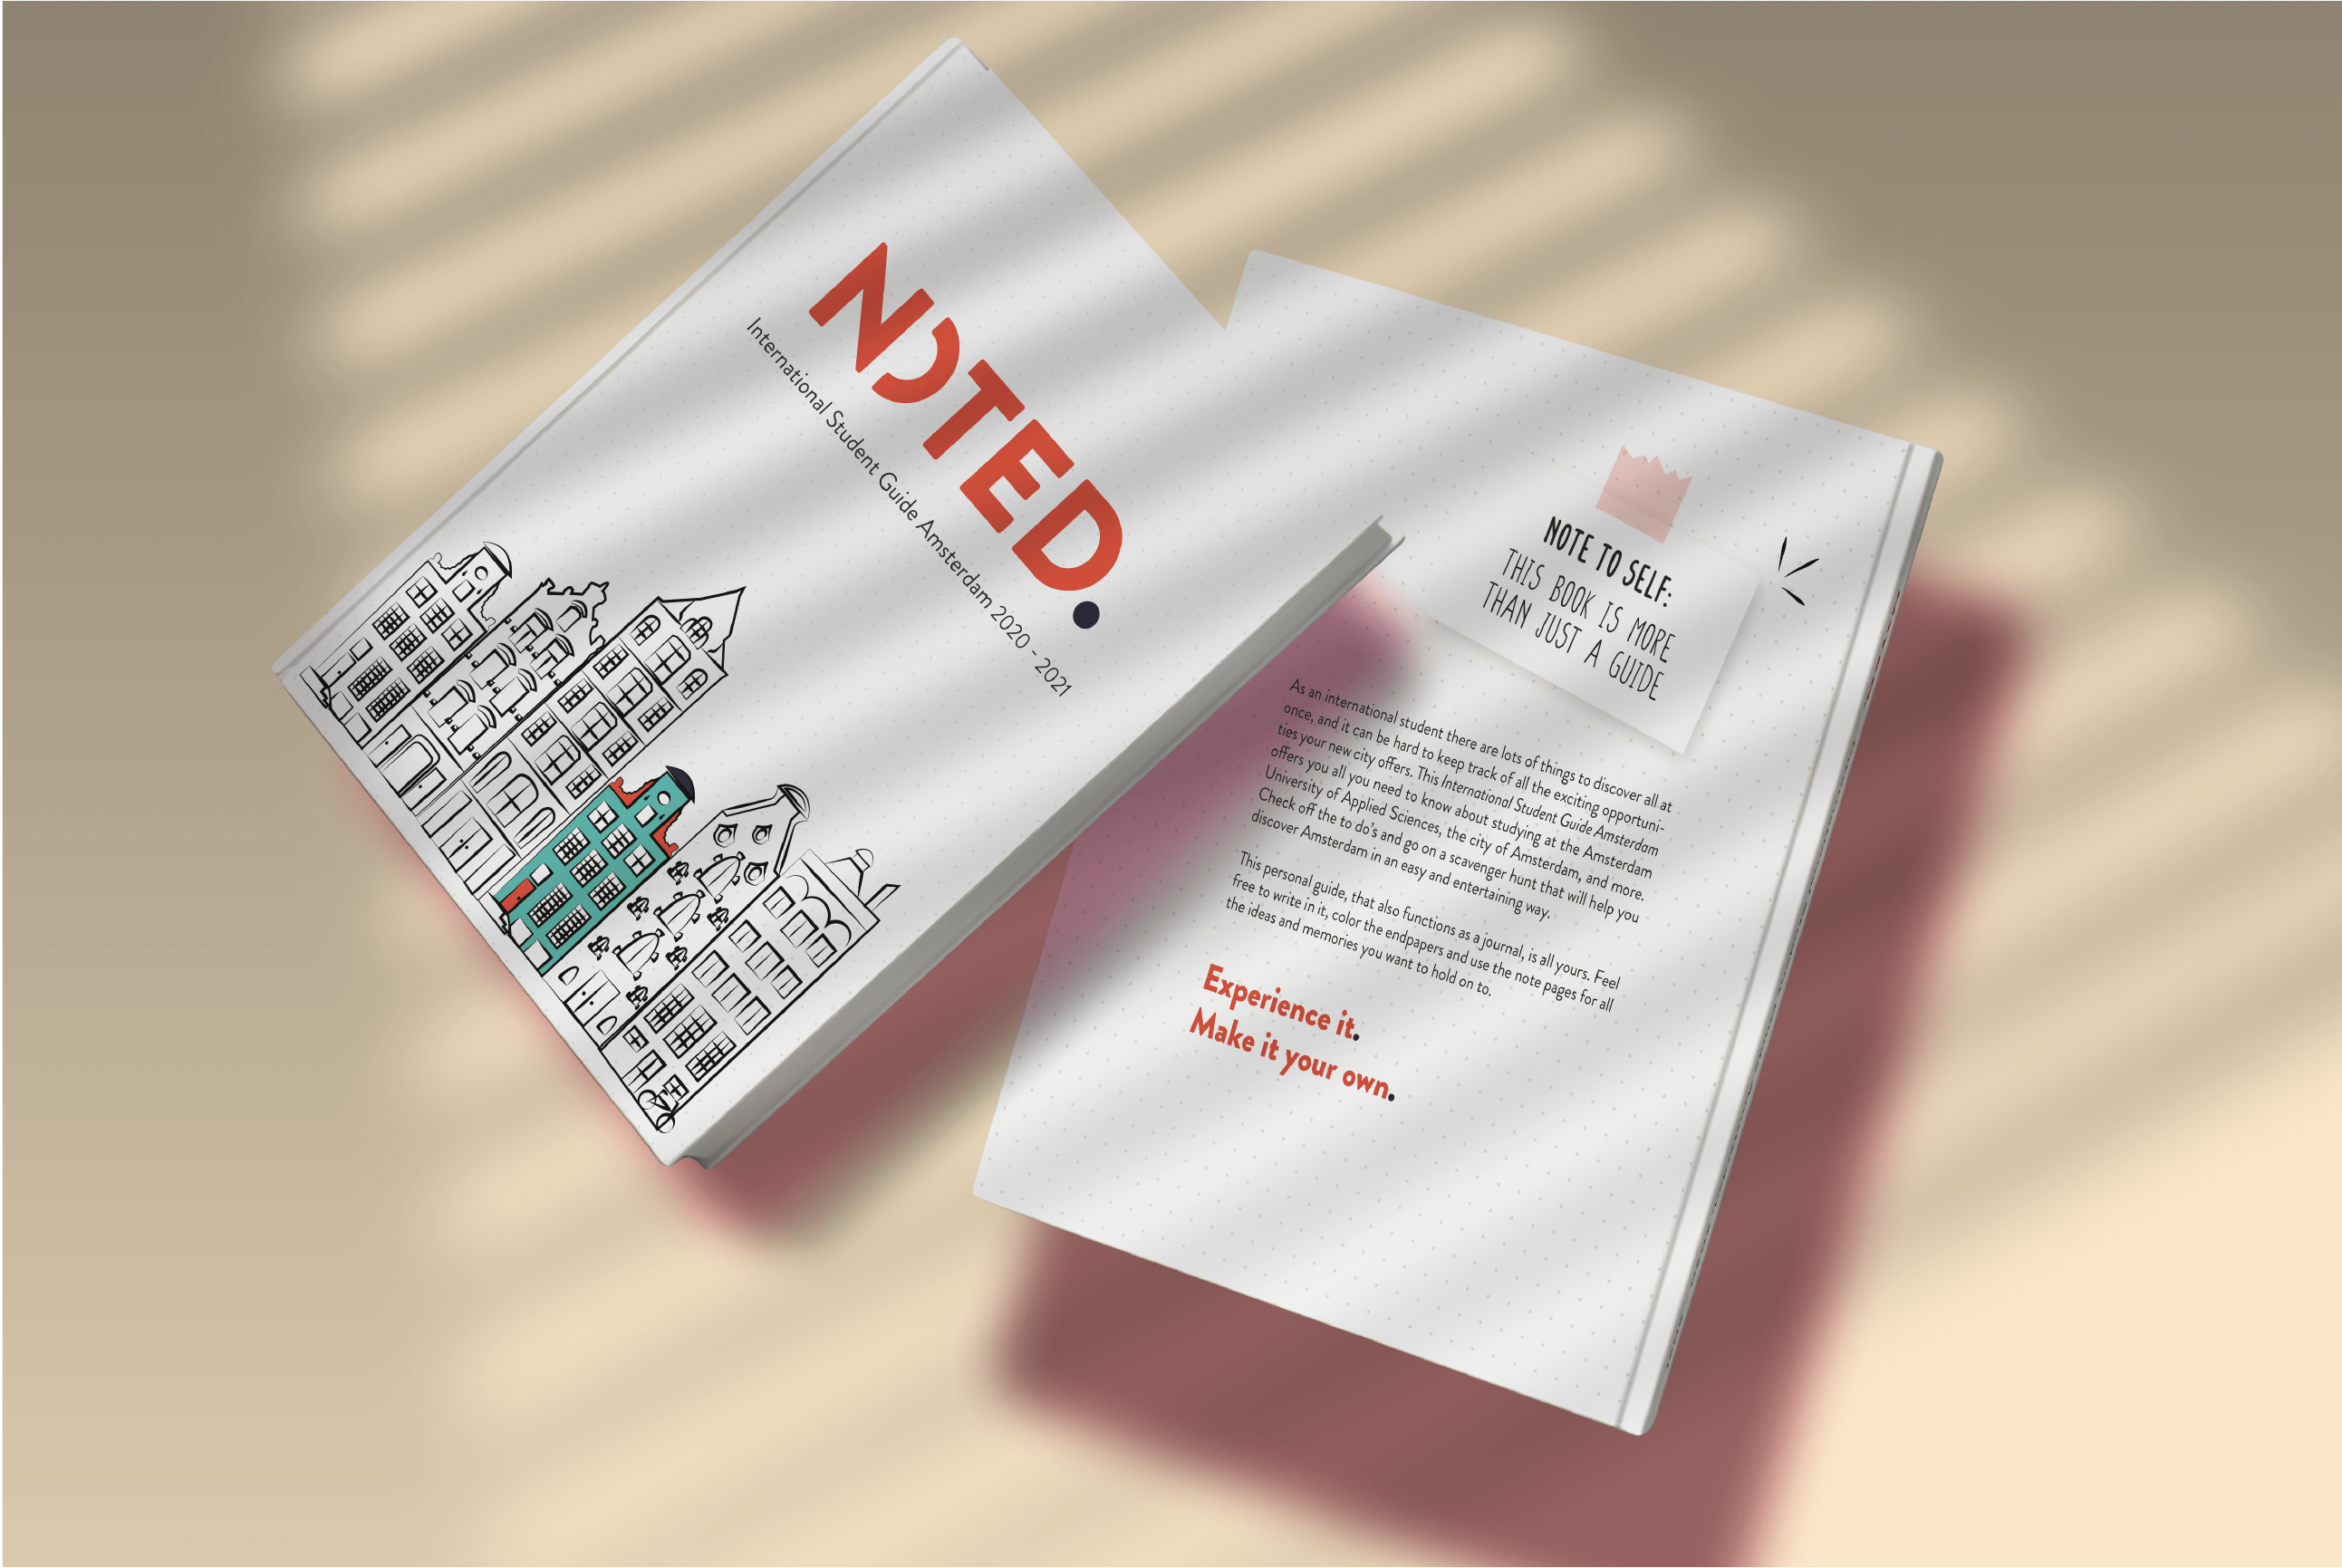 NOTED.
International Student Guide Amsterdam 2020 - 2021
NOTE TO SELF:
THIS BOOK IS MORE
THAN JUST A GUIDE
As an international student there are lots of things to discover all at
once, and it can be hard to keep track of all the exciting opportuni-
ties your new city offers. This International Student Guide Amsterdam
offers you all you need to know about studying at the Amsterdam
University of Applied Sciences, the city of Amsterdam, and more.
Check off the to do's and go on a scavenger hunt that will help you
discover Amsterdam in an easy and entertaining way.
This personal guide, that also functions as a journal, is all yours. Feel
free to write in it, color the endpapers and use the note pages for all
the ideas and memories you want to hold on to.
Experience it.
Make it your own.